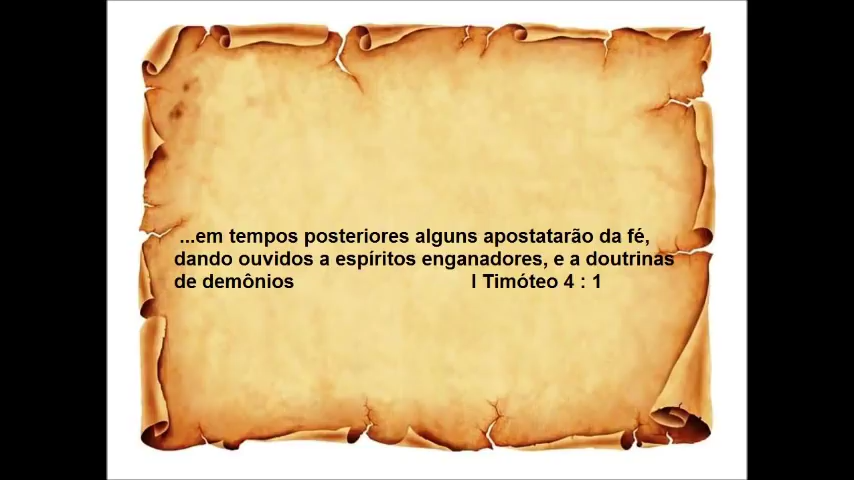 ...em tempos posteriores alguns apostatarão da fé,
dando ouvidos a espíritos enganadores, e a doutrinas
de demônios I Timóteo 4 : 1